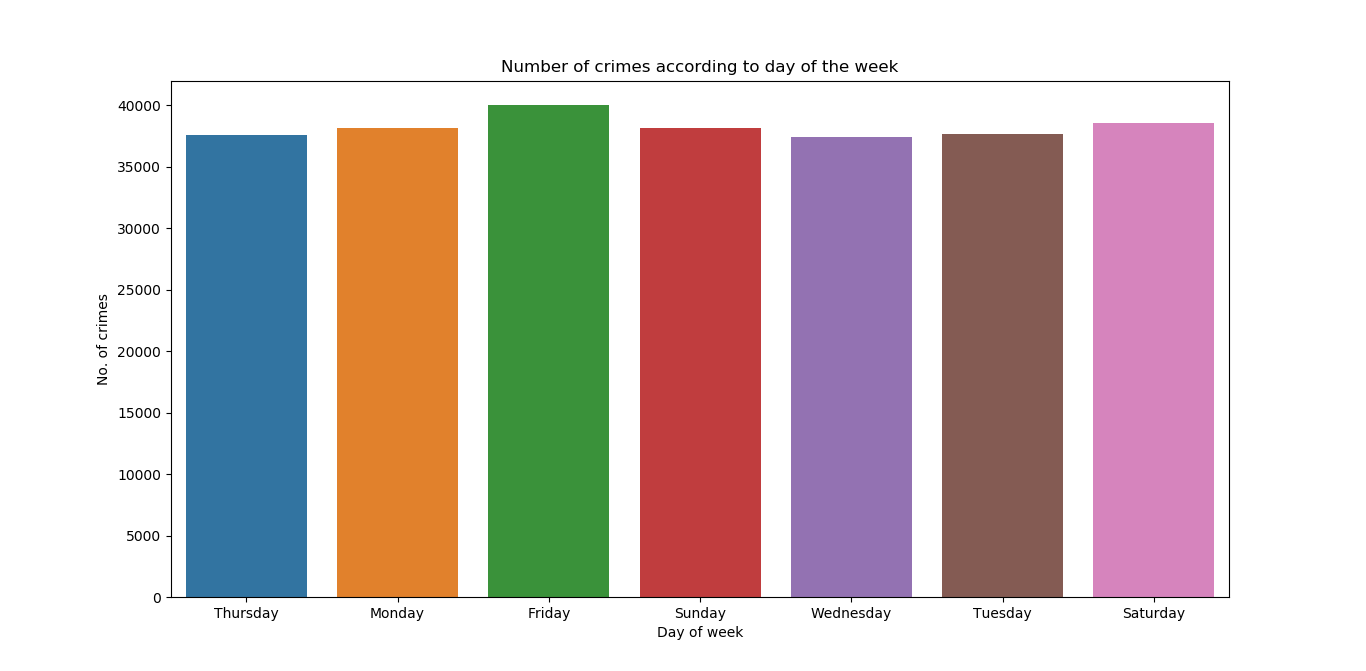 Number of crimes according to day of the week
No. of crimes
40000
35000
30000
25000
20000
15000
10000
5000
0
Thursday Monday Friday Sunday Wednesday Tuesday Saturday
Day of week